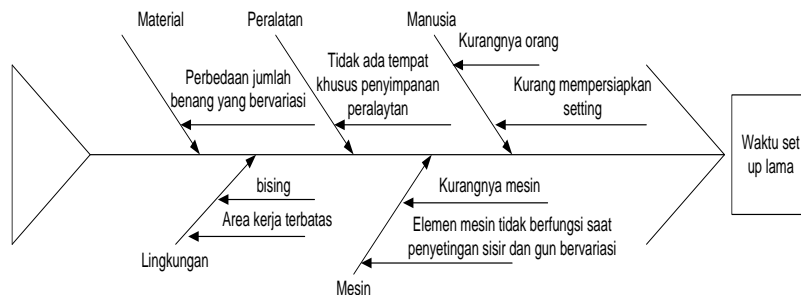 Material
Peralatan
Manusia
Kurangnya orang
Tidak ada tempat
khusus penyimpanan
peralaytan
Perbedaan jumlah
benang yang bervariasi
Kurang mempersiapkan
setting
Waktu set
up lama
bising
Kurangnya mesin
Area kerja terbatas
Elemen mesin tidak berfungsi saat
penyetingan sisir dan gun bervariasi
Lingkungan
Mesin